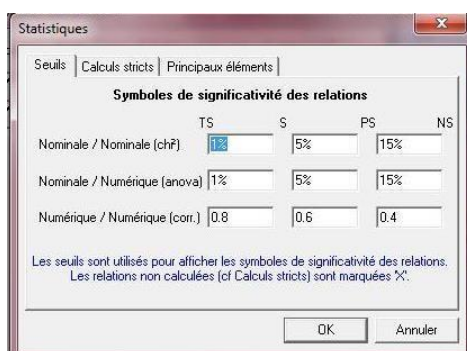 Statistiques
Seuils Calculs stricts Principaux éléments
Symboles de significativité des relations
TS S PS NS
Nominale / Nominale (chi²) 1% 5% 15%
Nominale / Numérique (anova) 1% 5% 15%
Numérique / Numérique (corr.) 0.8 0.6 0.4
Les seuils sont utilisés pour afficher les symboles de significativité des relations.
Les relations non calculées (cf Calculs stricts) sont marquées 'X'.
OK Annuler